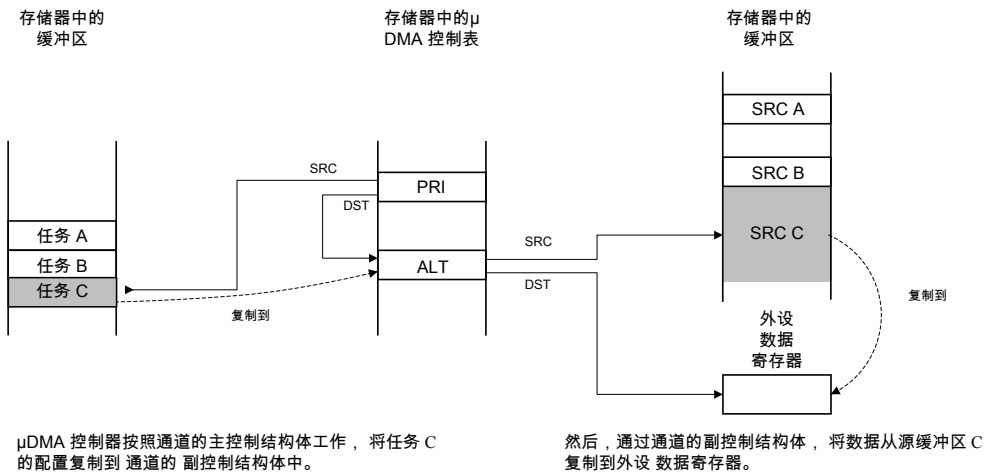 存储器中的
缓冲区
存储器中的μ
DMA 控制表
存储器中的
缓冲区
SRC A
SRC B
SRC C
SRC
PRI
DST
任务 A
任务 B
任务 C
ALT
SRC
DST
复制到
复制到
外设
数据
寄存器
μDMA 控制器按照通道的主控制结构体工作， 将任务 C
的配置复制到 通道的 副控制结构体中。
然后，通过通道的副控制结构体， 将数据从源缓冲区 C
复制到外设 数据寄存器。